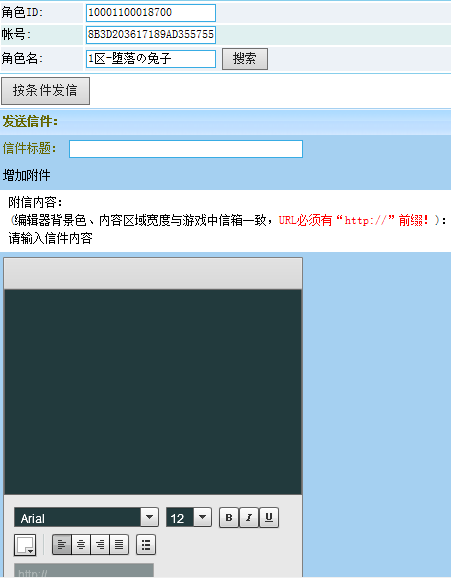 角色ID: 10001100018700
帐号: 8B3D203617189AD355755
角色名: 1区-堕落の兔子 搜索
按条件发信
发送信件:
信件标题:
增加附件
附信内容:
(编辑器背景色、内容区域宽度与游戏中信箱一致,URL必须有“http://”前缀!):
请输入信件内容
Arial 12 B I U
http://